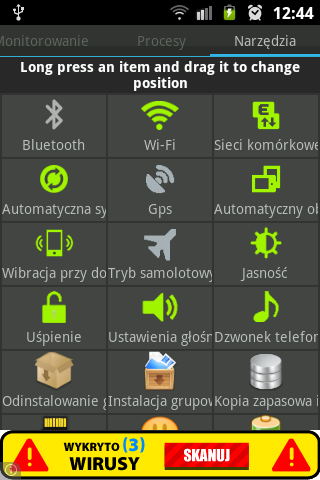 12:44
Monitorowanie Procesy Narzędzia
Long press an item and drag it to change
position
Bluetooth Wi-Fi Sieci komórkowe
Automatyczna sy Gps Automatyczny ob
Wibracja przy do Tryb samolotowy Jasność
Uśpienie Ustawienia głośn Dzwonek telefon
Odinstalowanie g Instalacja grupow Kopia zapasowa i
WYKRYTO (3)
WIRUSY
SKANUJ